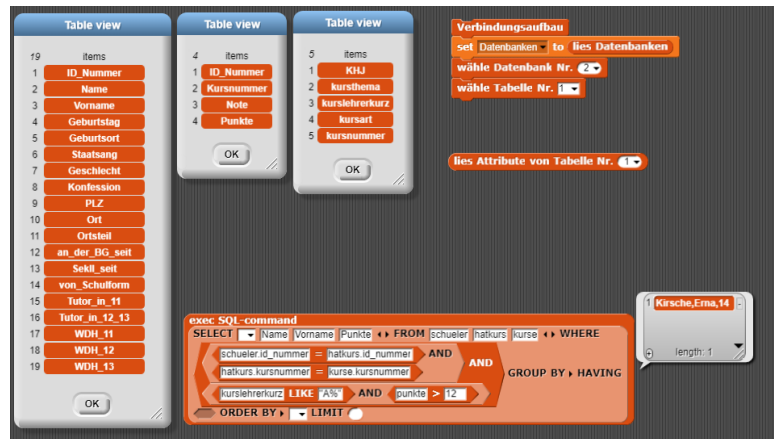 Table view
19 items
1 ID_Nummer
2 Name
3 Vorname
4 Geburtstag
5 Geburtsort
6 Staatsang
7 Geschlecht
8 Konfession
9 PLZ
10 Ort
11 Ortsteil
12 an_der_BG_seit
13 SekII_seit
14 von_Schulform
15 Tutor_in_11
16 Tutor_in_12_13
17 WDH_11
18 WDH_12
19 WDH_13
OK
Table view
4 items
1 ID_Nummer
2 Kursnummer
3 Note
4 Punkte
OK
Table view
5 items
1 KHJ
2 kursthema
3 kurslehrerkurz
4 kursart
5 kursnummer
OK
Verbindungsaufbau
set Datenbanken to lies Datenbanken
wähle Datenbank Nr. 2
wähle Tabelle Nr. 1
lies Attribute von Tabelle Nr. 1
exec SQL-command
SELECT Name Vorname Punkte FROM schueler hatkurs kurse WHERE
schueler.id_nummer = hatkurs.id_nummer AND
hatkurs.kursnummer = kurse.kursnummer
AND
kurslehrerkurz LIKE "A%" AND punkte > 12
GROUP BY HAVING
ORDER BY LIMIT
1 Kirsche,Erna,14
length: 1